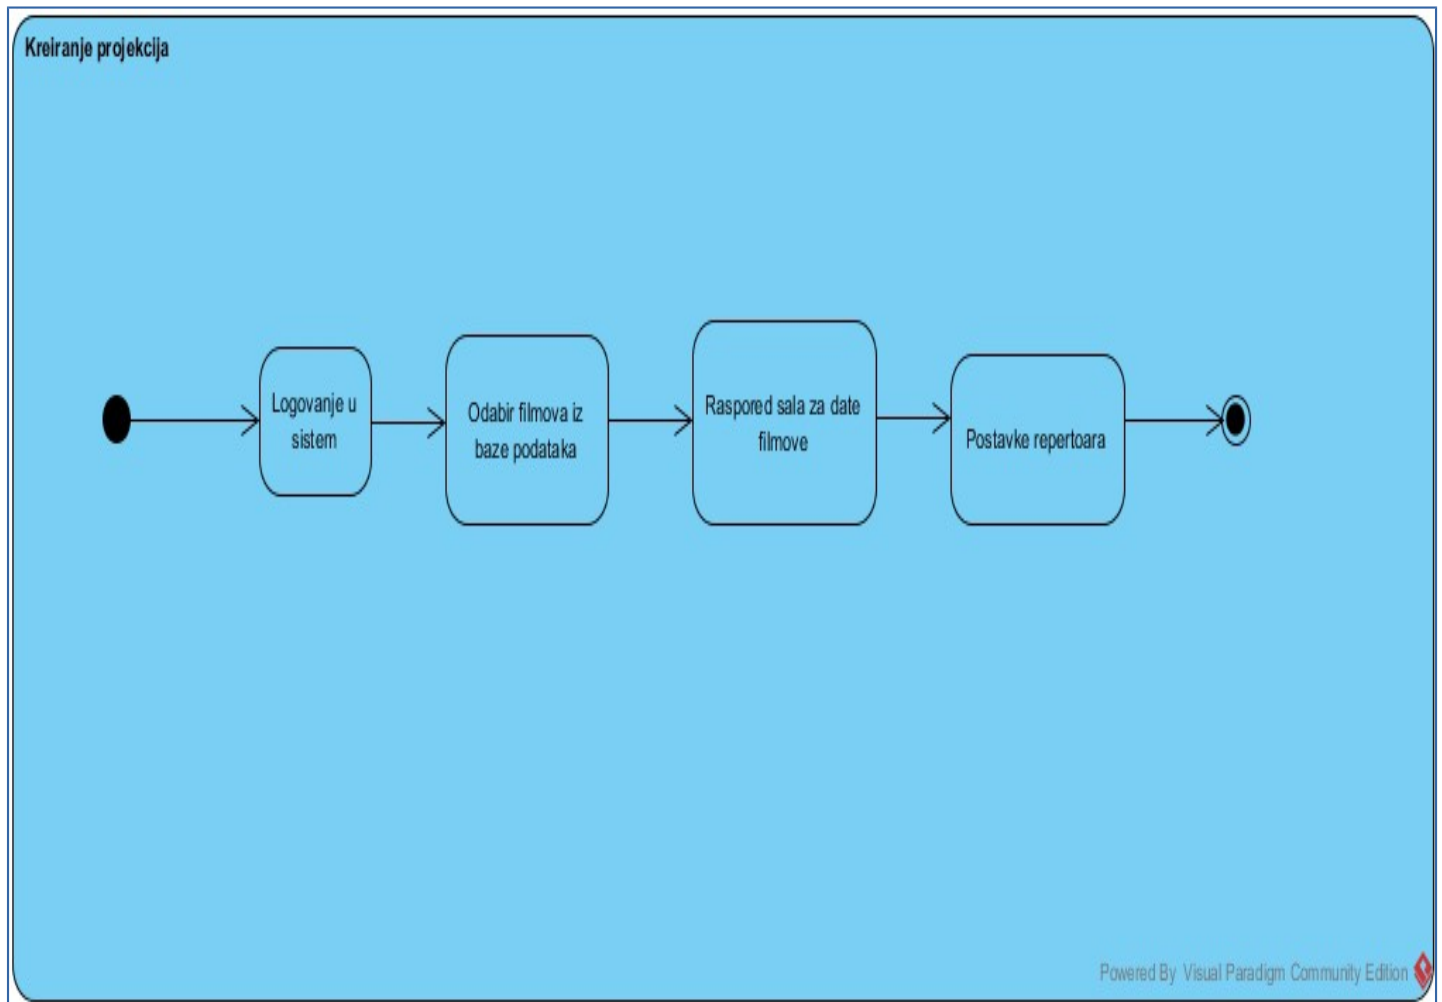 Kreiranje projekcija
Logovanje u
sistem
Odabir filmova iz
baze podataka
Raspored sala za date
filmove
Postavke repertoara
Powered By Visual Paradigm Community Edition